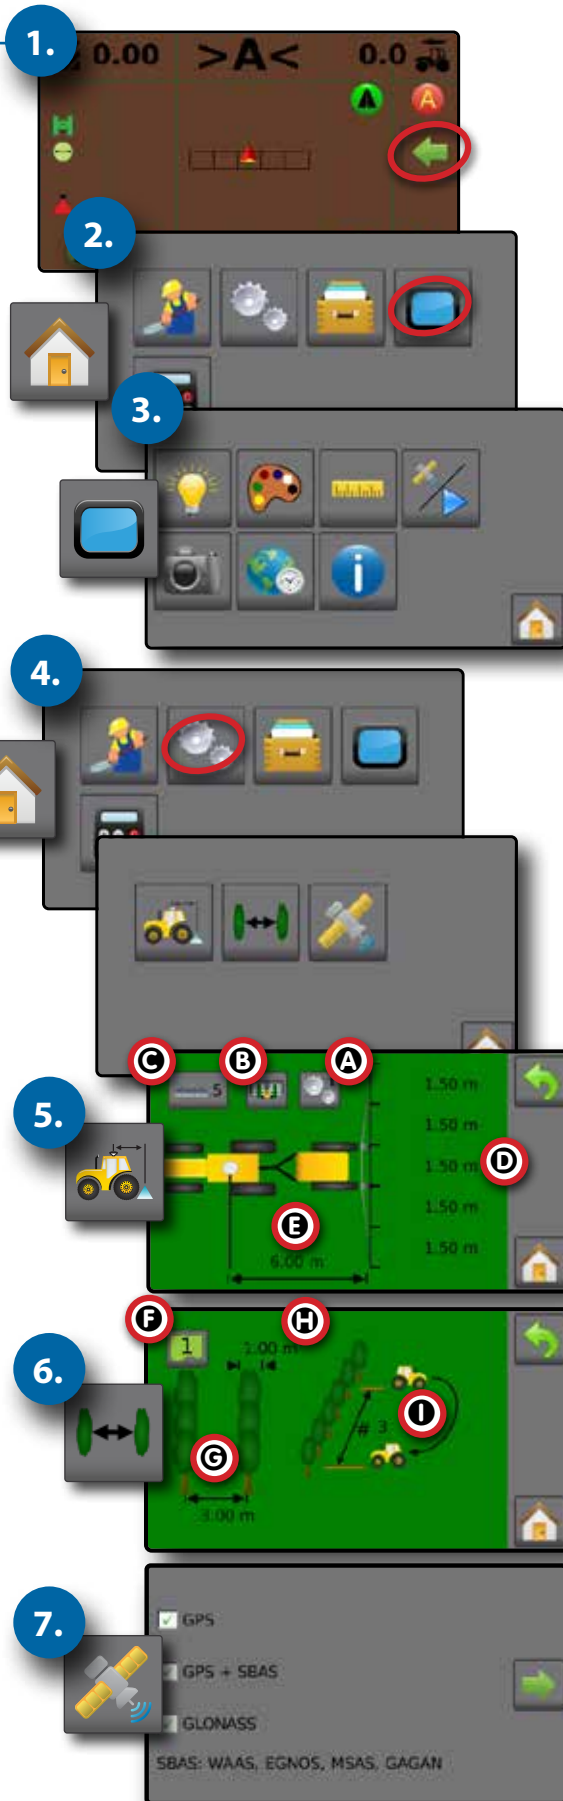 1.
0.00 >A< 0.0
A
2.
3.
i
4.
5.
C B A
5
1.50 m
1.50 m
1.50 m D
1.50 m
1.50 m
E
6.00 m
6.
F H
1
1.00 m
# 3 I
G
3.00 m
7.
GPS
GPS + SBAS
GLONASS
SBAS: WAAS, EGNOS, MSAS, GAGAN